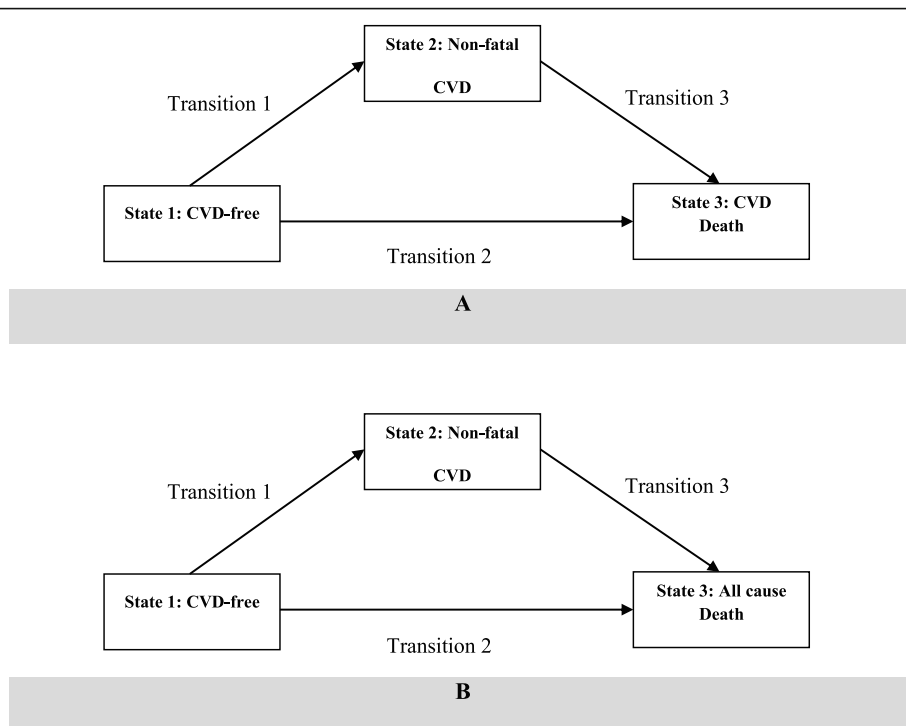 State 2: Non-fatal
CVD
Transition 1
Transition 3
State 1: CVD-free
State 3: CVD
Death
Transition 2
A
State 2: Non-fatal
CVD
Transition 1
Transition 3
State 1: CVD-free
State 3: All cause
Death
Transition 2
B